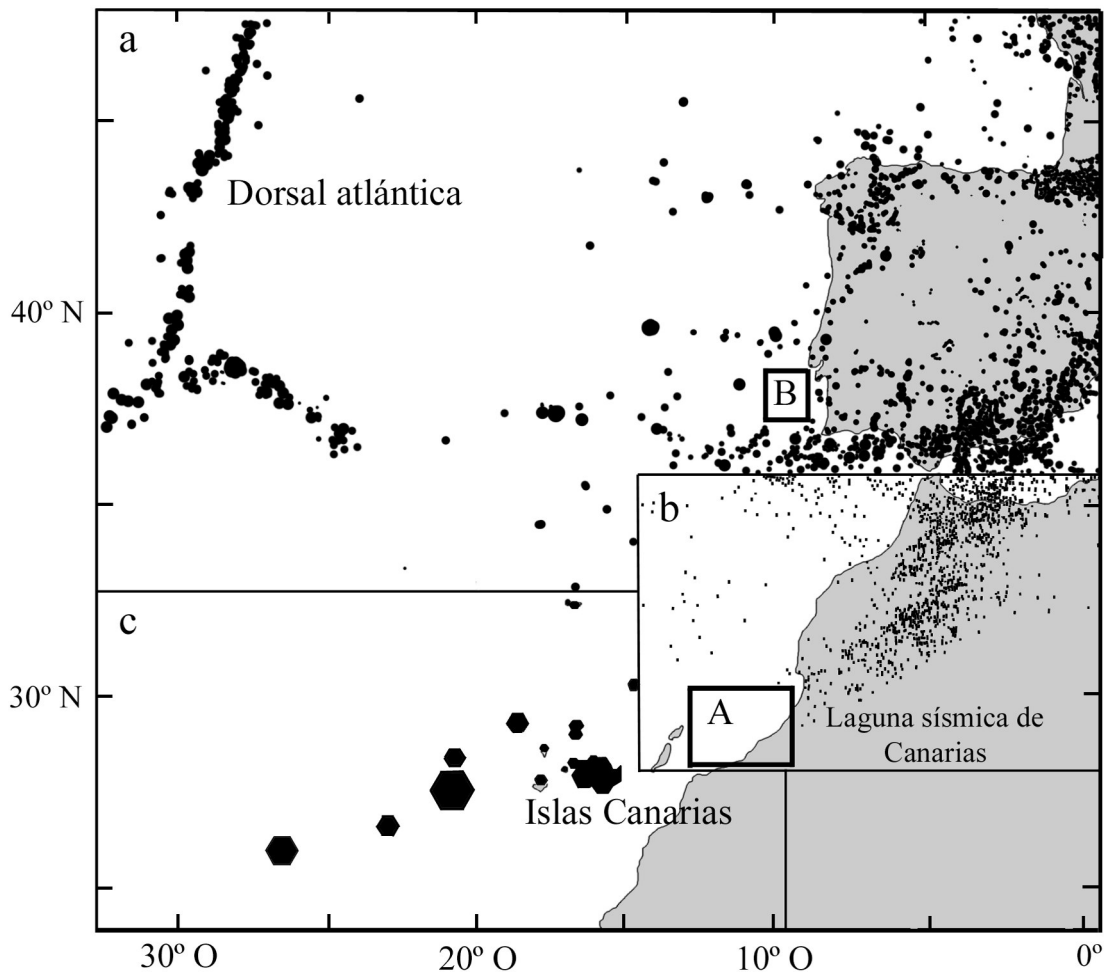 a
Dorsal atlántica
40º N
B
b
c
30º N
A
Laguna sísmica de
Canarias
Islas Canarias
30º O
20º O
10º O
0º